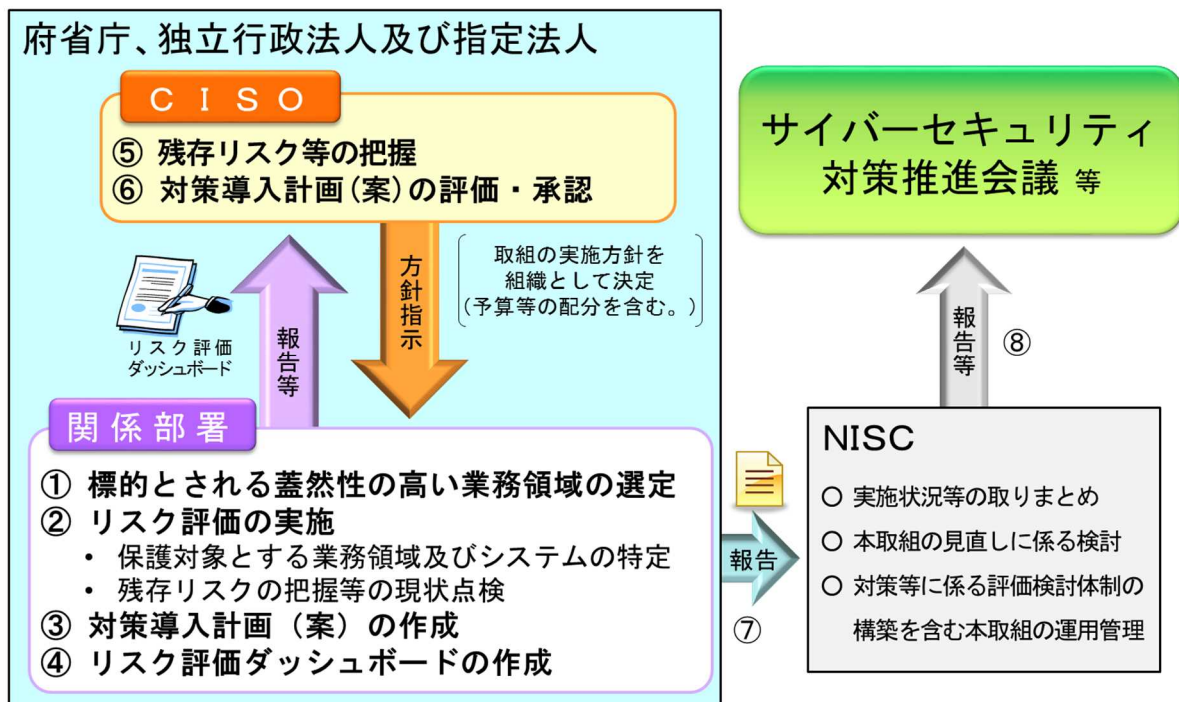 府省庁、独立行政法人及び指定法人
ＣＩＳＯ
⑤ 残存リスク等の把握
⑥ 対策導入計画(案)の評価・承認
リスク評価
ダッシュボード
報告等
方針指示
取組の実施方針を
組織として決定
(予算等の配分を含む。)
関係部署
① 標的とされる蓋然性の高い業務領域の選定
② リスク評価の実施
・ 保護対象とする業務領域及びシステムの特定
・ 残存リスクの把握等の現状点検
③ 対策導入計画（案）の作成
④ リスク評価ダッシュボードの作成
報告
⑦
サイバーセキュリティ
対策推進会議 等
報告等
⑧
NISC
○ 実施状況等の取りまとめ
○ 本取組の見直しに係る検討
○ 対策等に係る評価検討体制の
構築を含む本取組の運用管理